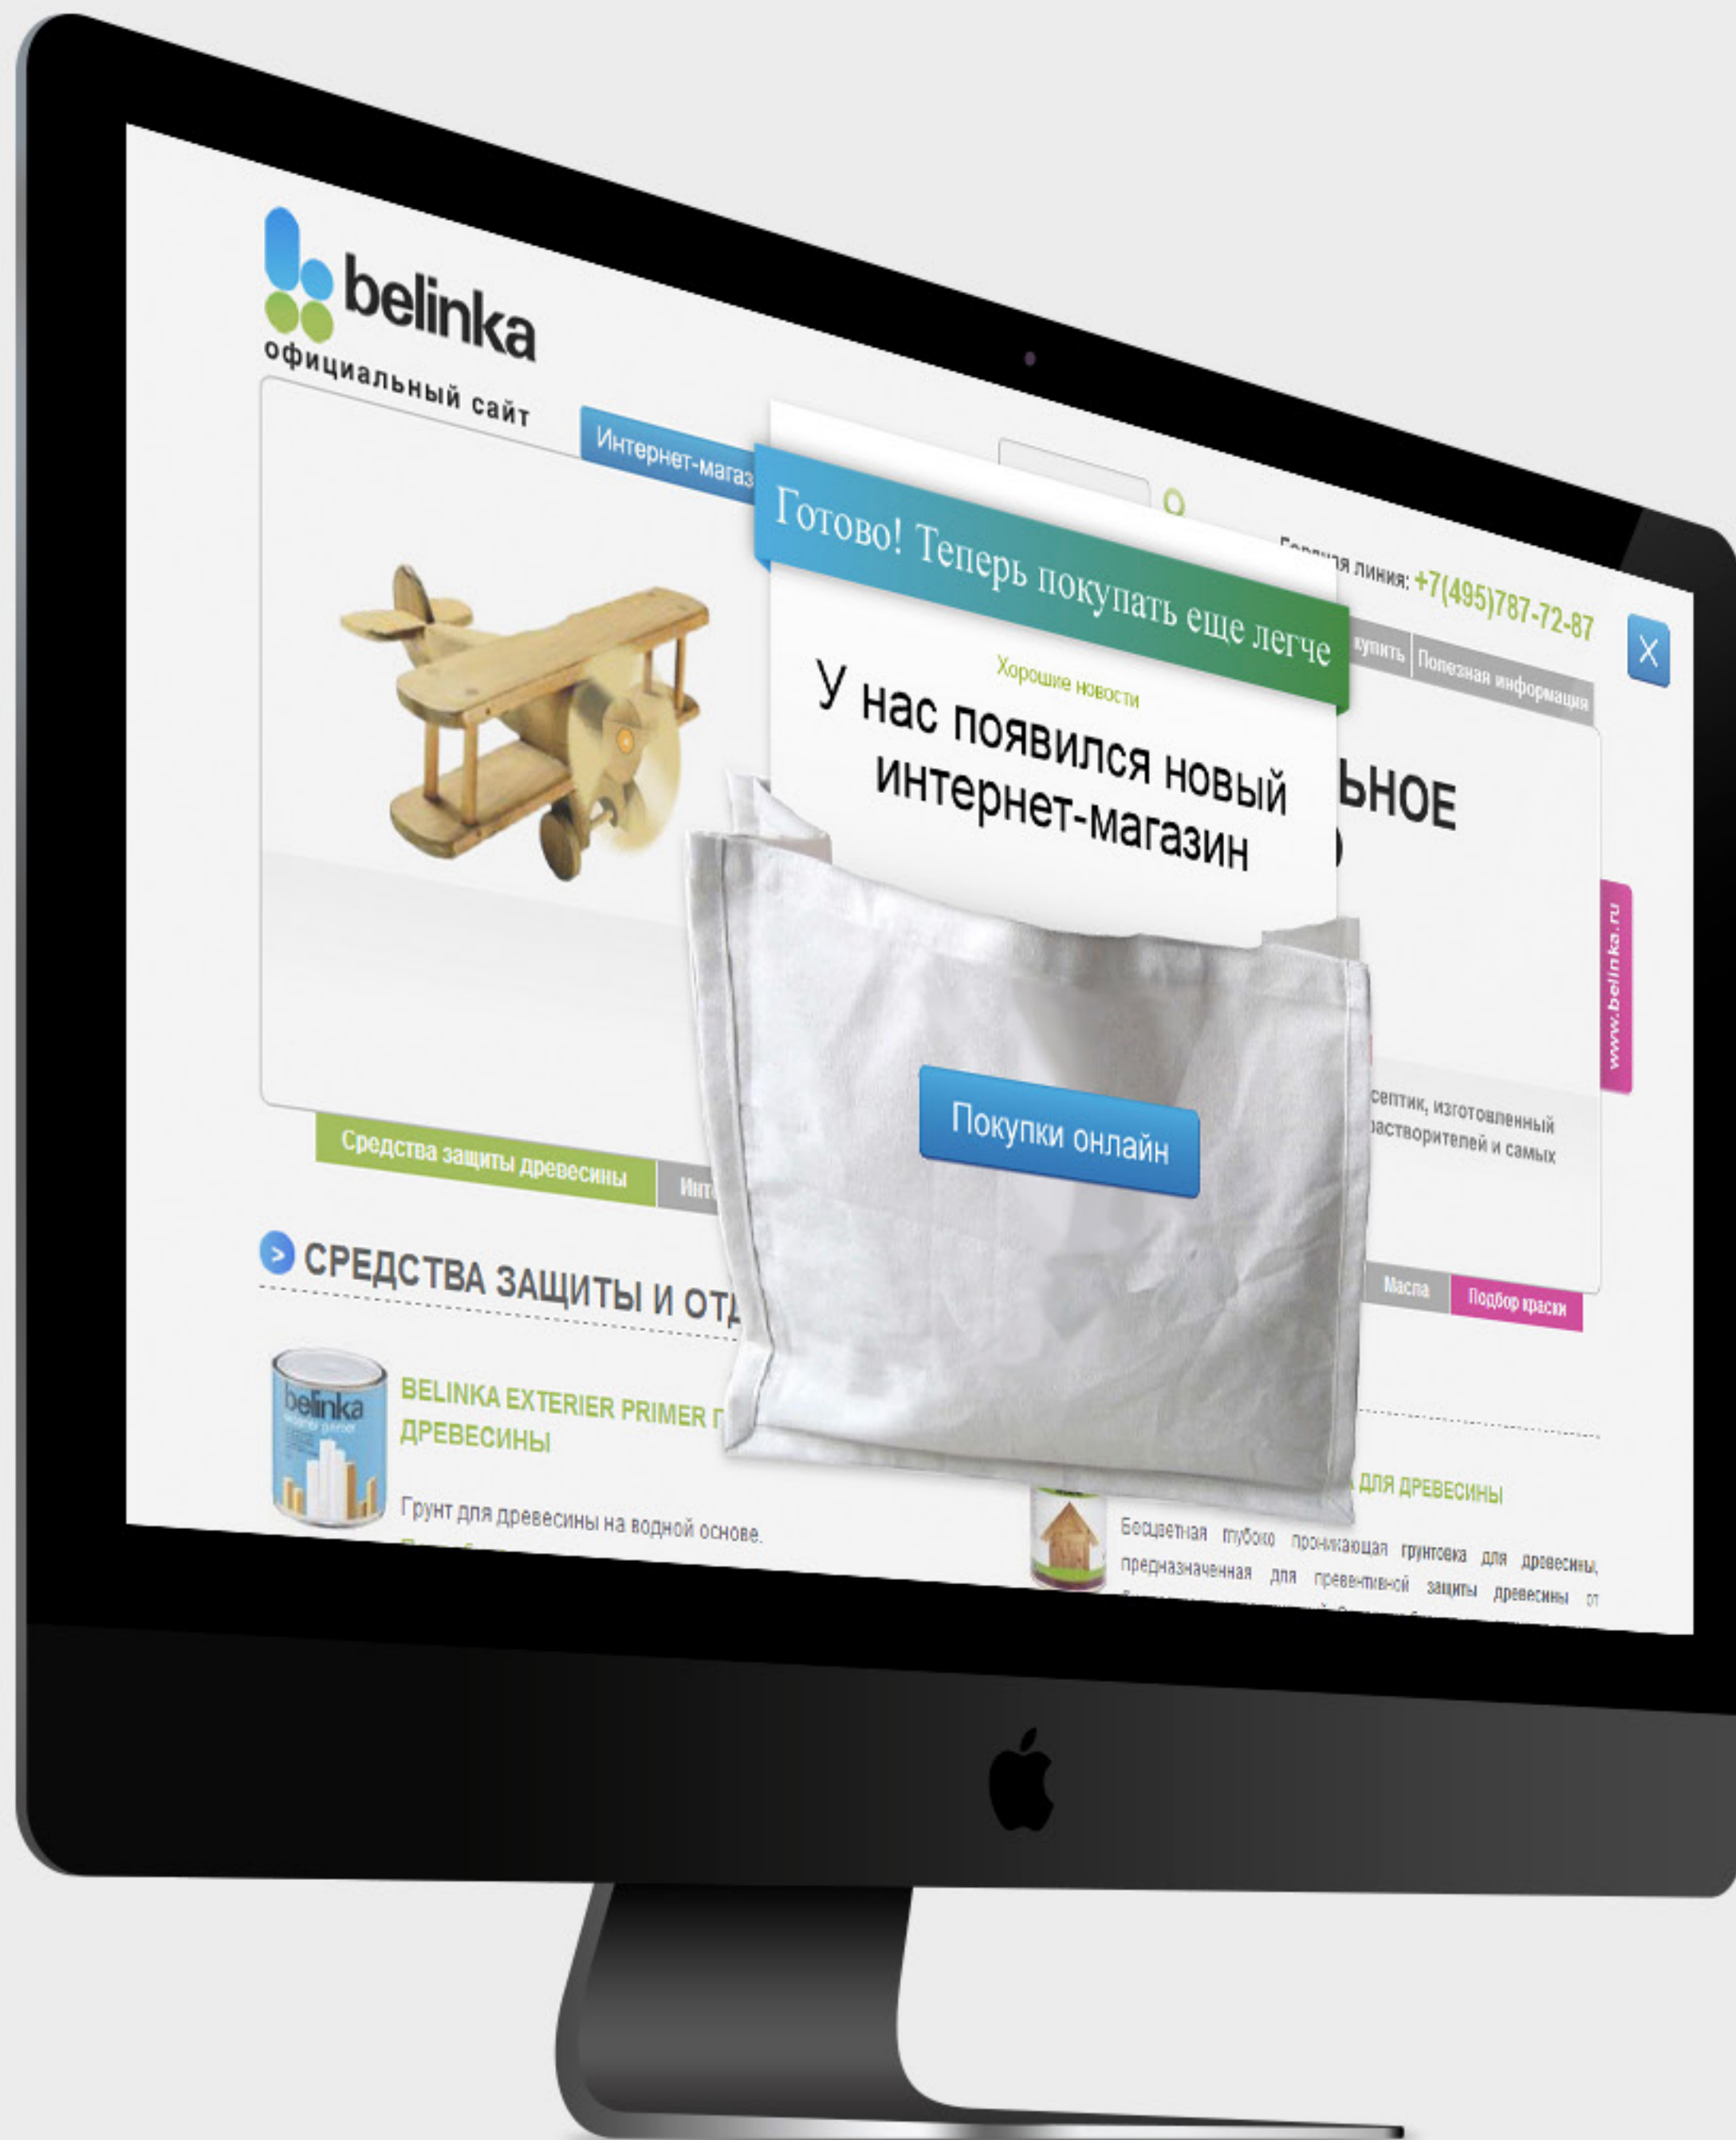 belinka
официальный сайт
Интернет-магаз
Готово! Теперь покупать еще легче
линия: +7(495)787-72-87
купить
Полезная информация
X
Хорошие новости
У нас появился новый
интернет-магазин
ЬНОЕ
www.belinka.ru
Покупки онлайн
септик, изготовленный
растворителей и самых
Средства защиты древесины
Инт
Масла
Подбор краски
СРЕДСТВА ЗАЩИТЫ И ОТД
belinka
BELINKA EXTERIER PRIMER Г
ДРЕВЕСИНЫ
Грунт для древесины на водной основе.
ДЛЯ ДРЕВЕСИНЫ
Бесцветная глубоко проникающая грунтовка для древесины,
предназначенная для превентивной защиты древесины от